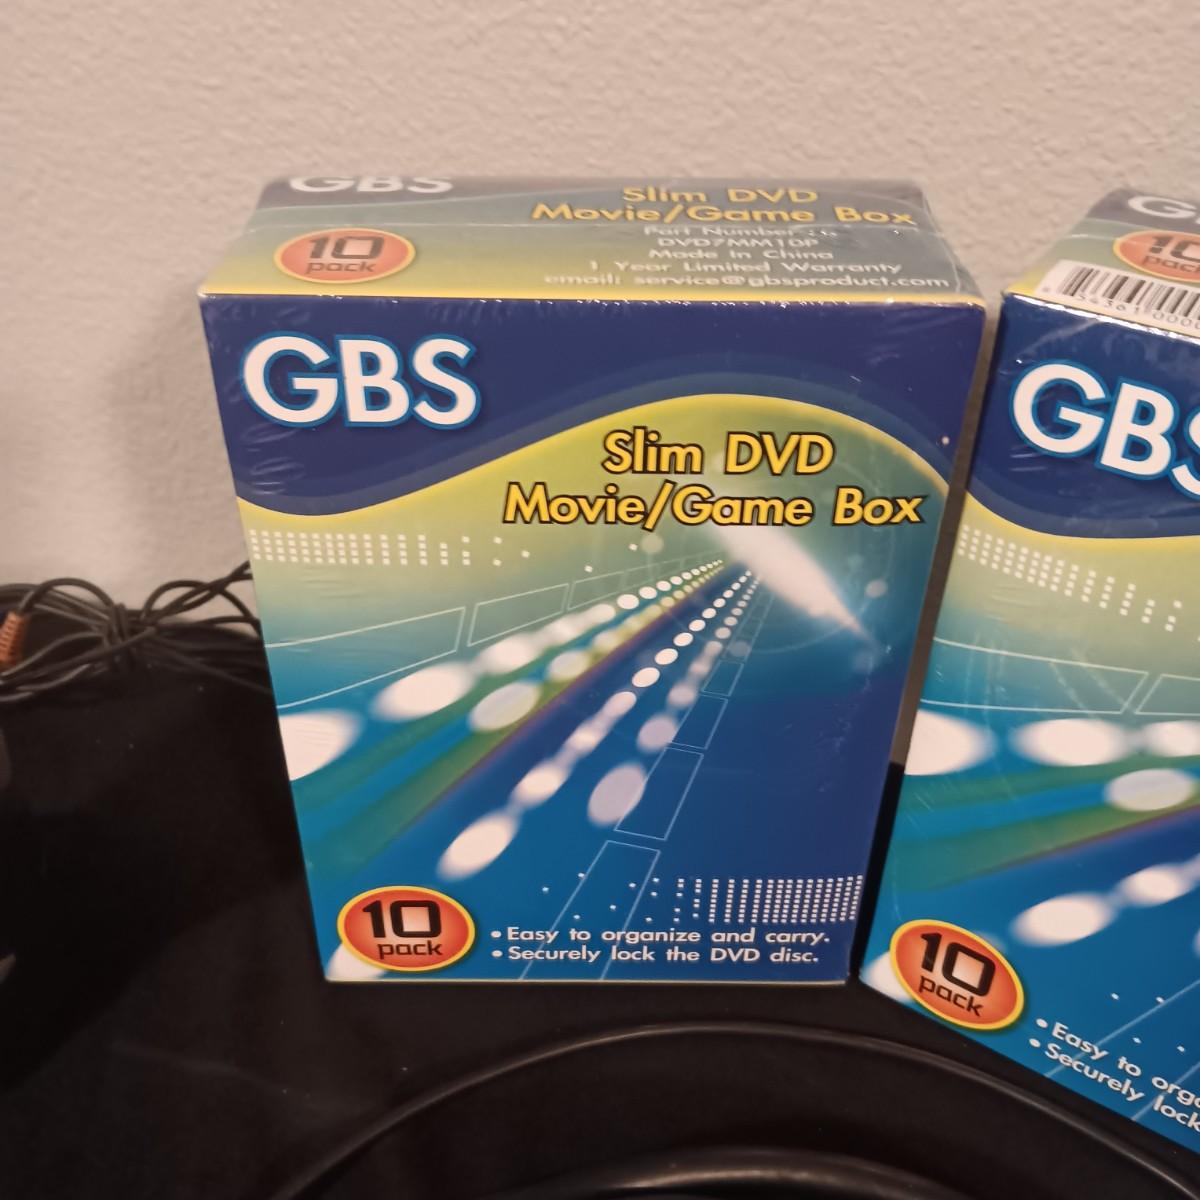 GBS
Slim DVD
Movie/Game Box
10
pack
Part Number
DVD7MM10P
Made In China
1 Year Limited Warranty
email: service@gbsproduct.com
GBS
Slim DVD
Movie/Game Box
10
pack
• Easy to organize and carry.
• Securely lock the DVD disc.
10
GBS
10
pack
• Easy to
• Securely lock